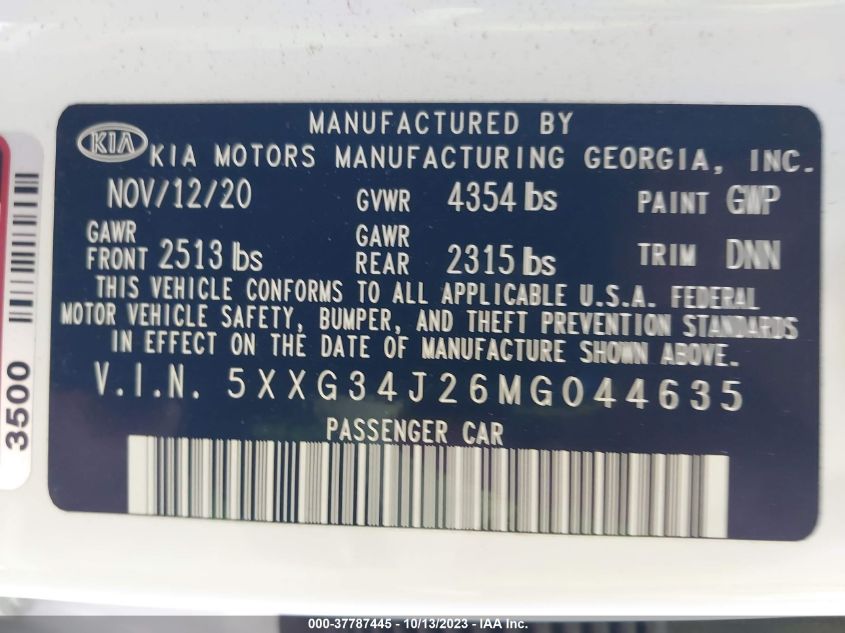 MANUFACTURED BY
KIA KIA MOTORS MANUFACTURING GEORGIA, INC.
NOV/12/20 GVWR 4354 lbs PAINT GWP
GAWR FRONT 2513 lbs GAWR REAR 2315 lbs TRIM DNN
THIS VEHICLE CONFORMS TO ALL APPLICABLE U.S.A. FEDERAL
MOTOR VEHICLE SAFETY, BUMPER, AND THEFT PREVENTION STANDARDS
IN EFFECT ON THE DATE OF MANUFACTURE SHOWN ABOVE.
V.I.N. 5XXG34J26MG044635
PASSENGER CAR
3500
000-37787445 - 10/13/2023 - IAA Inc.